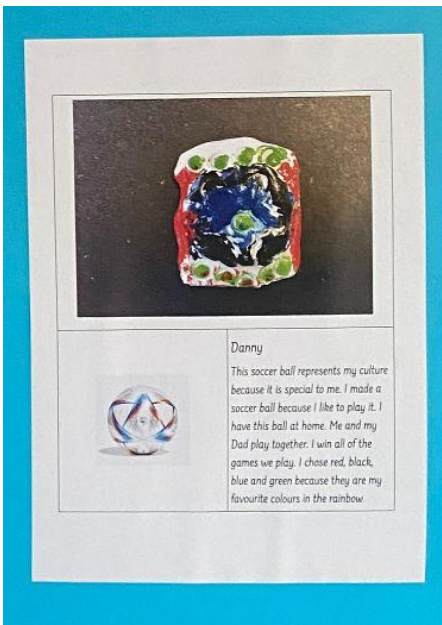 Danny
This soccer ball represents my culture
because it is special to me. I made a
soccer ball because I like to play it. I
have this ball at home. Me and my
Dad play together. I win all of the
games we play. I chose red, black,
blue and green because they are my
favourite colours in the rainbow.